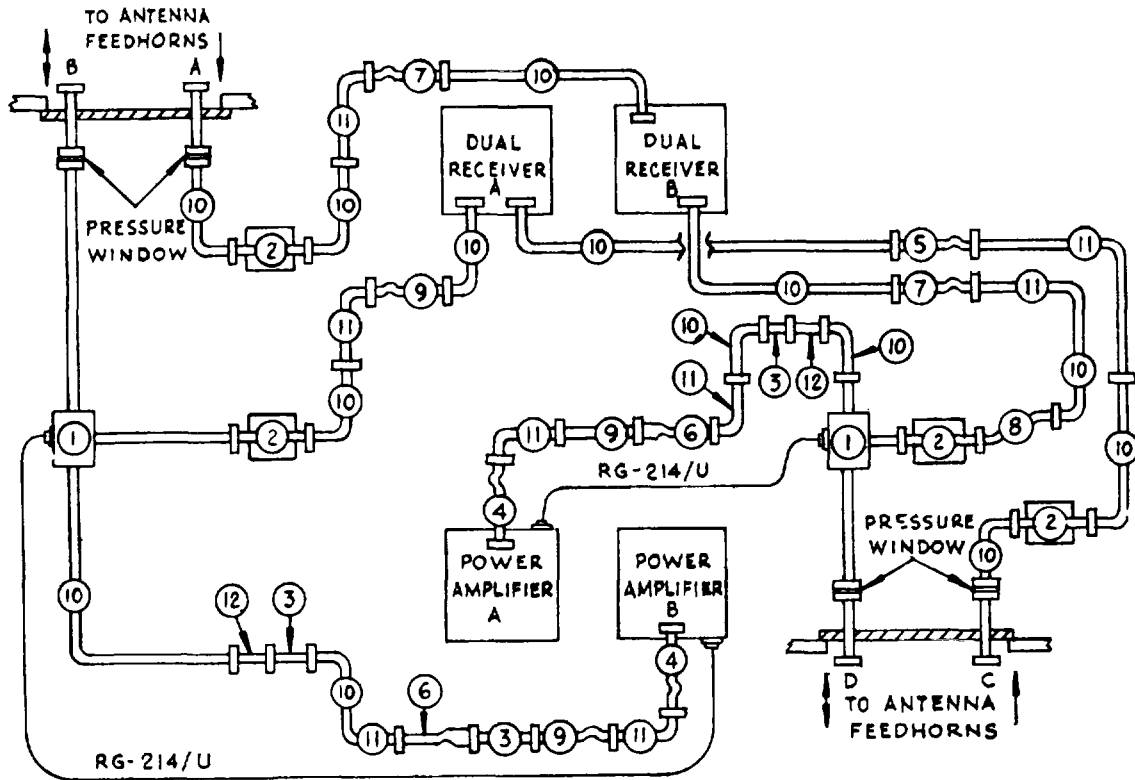 TO ANTENNA
FEEDHORNS
B
A
7
10
11
DUAL
RECEIVER
A
DUAL
RECEIVER
B
PRESSURE
WINDOW
10
2
10
10
10
5
11
11
9
10
7
11
10
10
3
12
10
11
10
10
1
2
11
9
6
1
2
8
10
RG-214/U
4
2
PRESSURE
WINDOW
10
POWER
AMPLIFIER
A
POWER
AMPLIFIER
B
10
12
3
4
10
6
D
C
TO ANTENNA
FEEDHORNS
11
3
9
11
RG-214/U